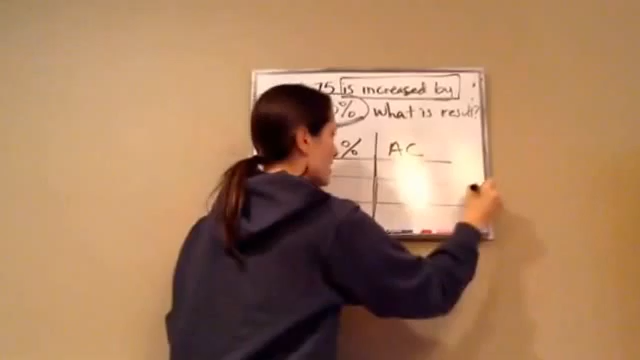 75 is increased by
% What is result?
% AC